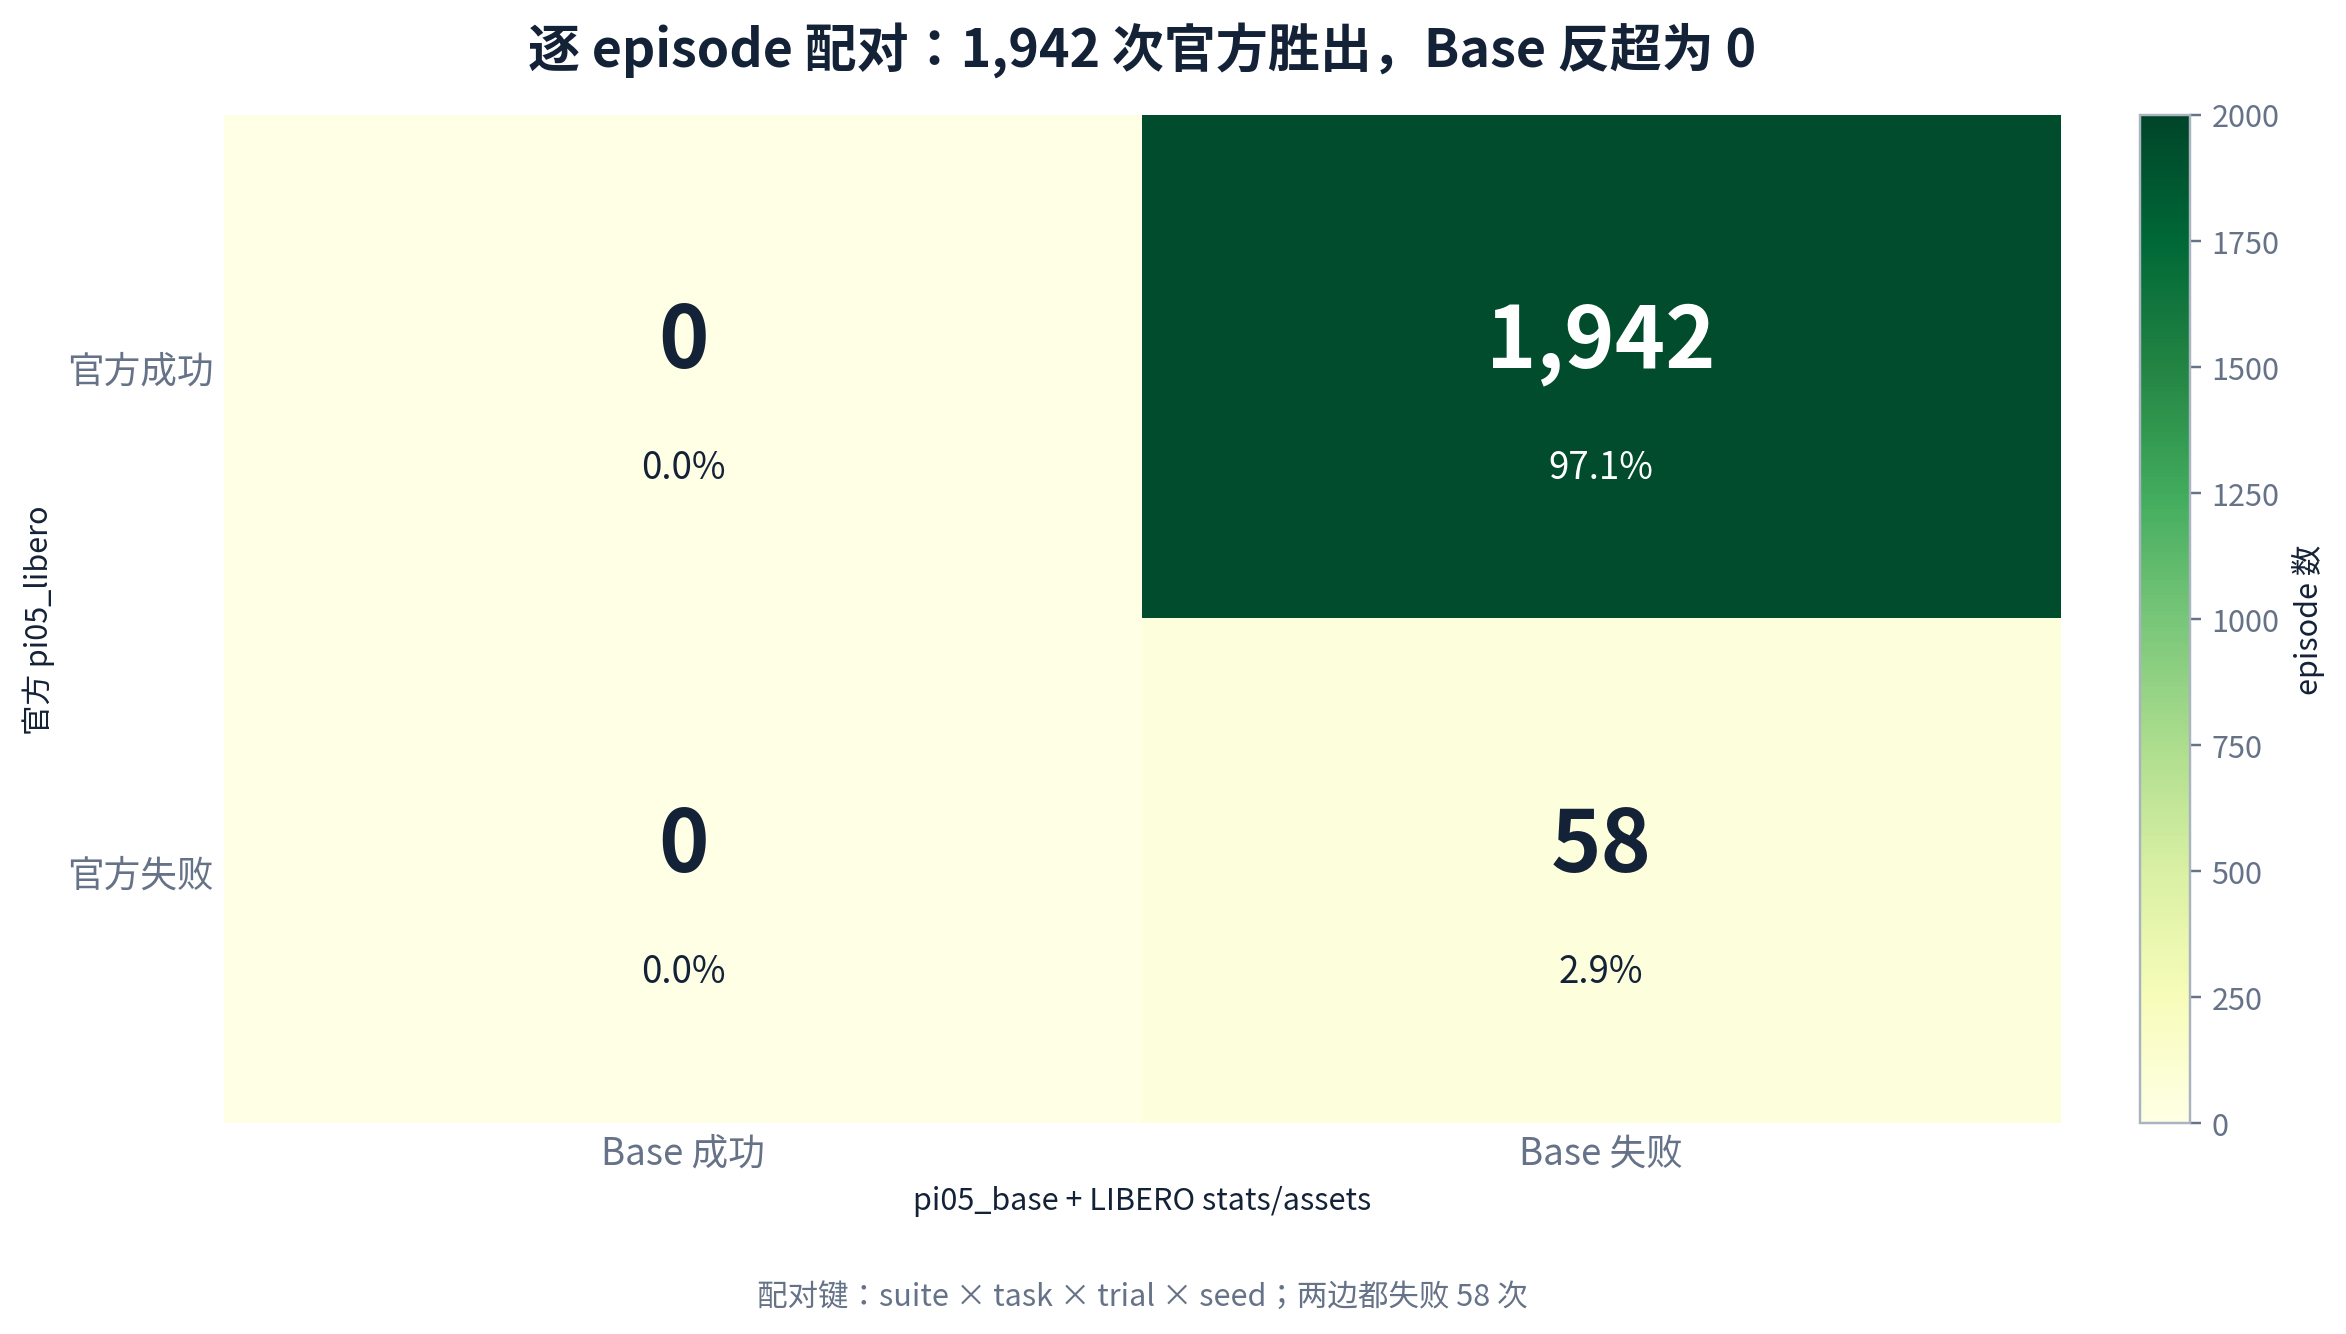 逐 episode 配对：1,942 次官方胜出，Base 反超为 0
官方 pi05_libero
官方成功
0
0.0%
1,942
97.1%
官方失败
0
0.0%
58
2.9%
Base 成功
Base 失败
pi05_base + LIBERO stats/assets
2000
1750
1500
1250
1000
750
500
250
0
episode 数
配对键：suite × task × trial × seed；两边都失败 58 次